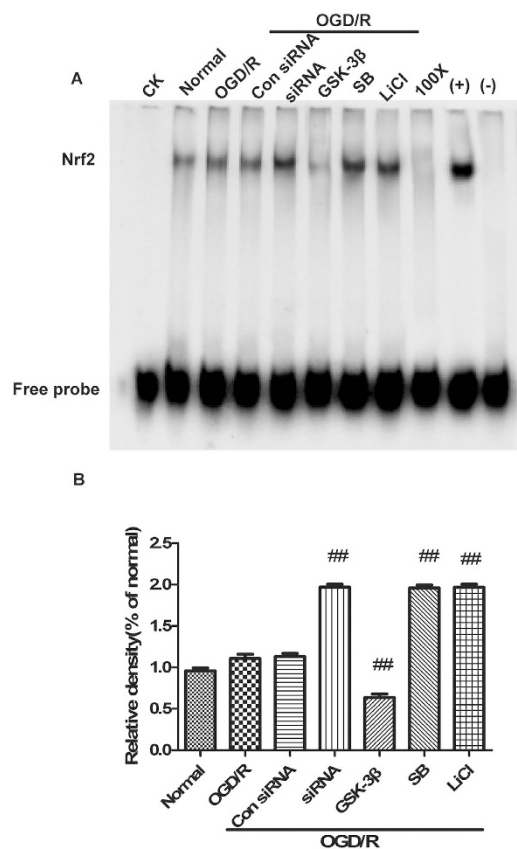 OGD/R
A
CK Normal OGD/R Con siRNA siRNA GSK-3β SB LiCl 100X (+) (-)
Nrf2
Free probe
B
Relative density(% of normal)
2.5
2.0
1.5
1.0
0.5
0.0
## ## ## ##
Normal OGD/R Con siRNA siRNA GSK-3β SB LiCl
OGD/R